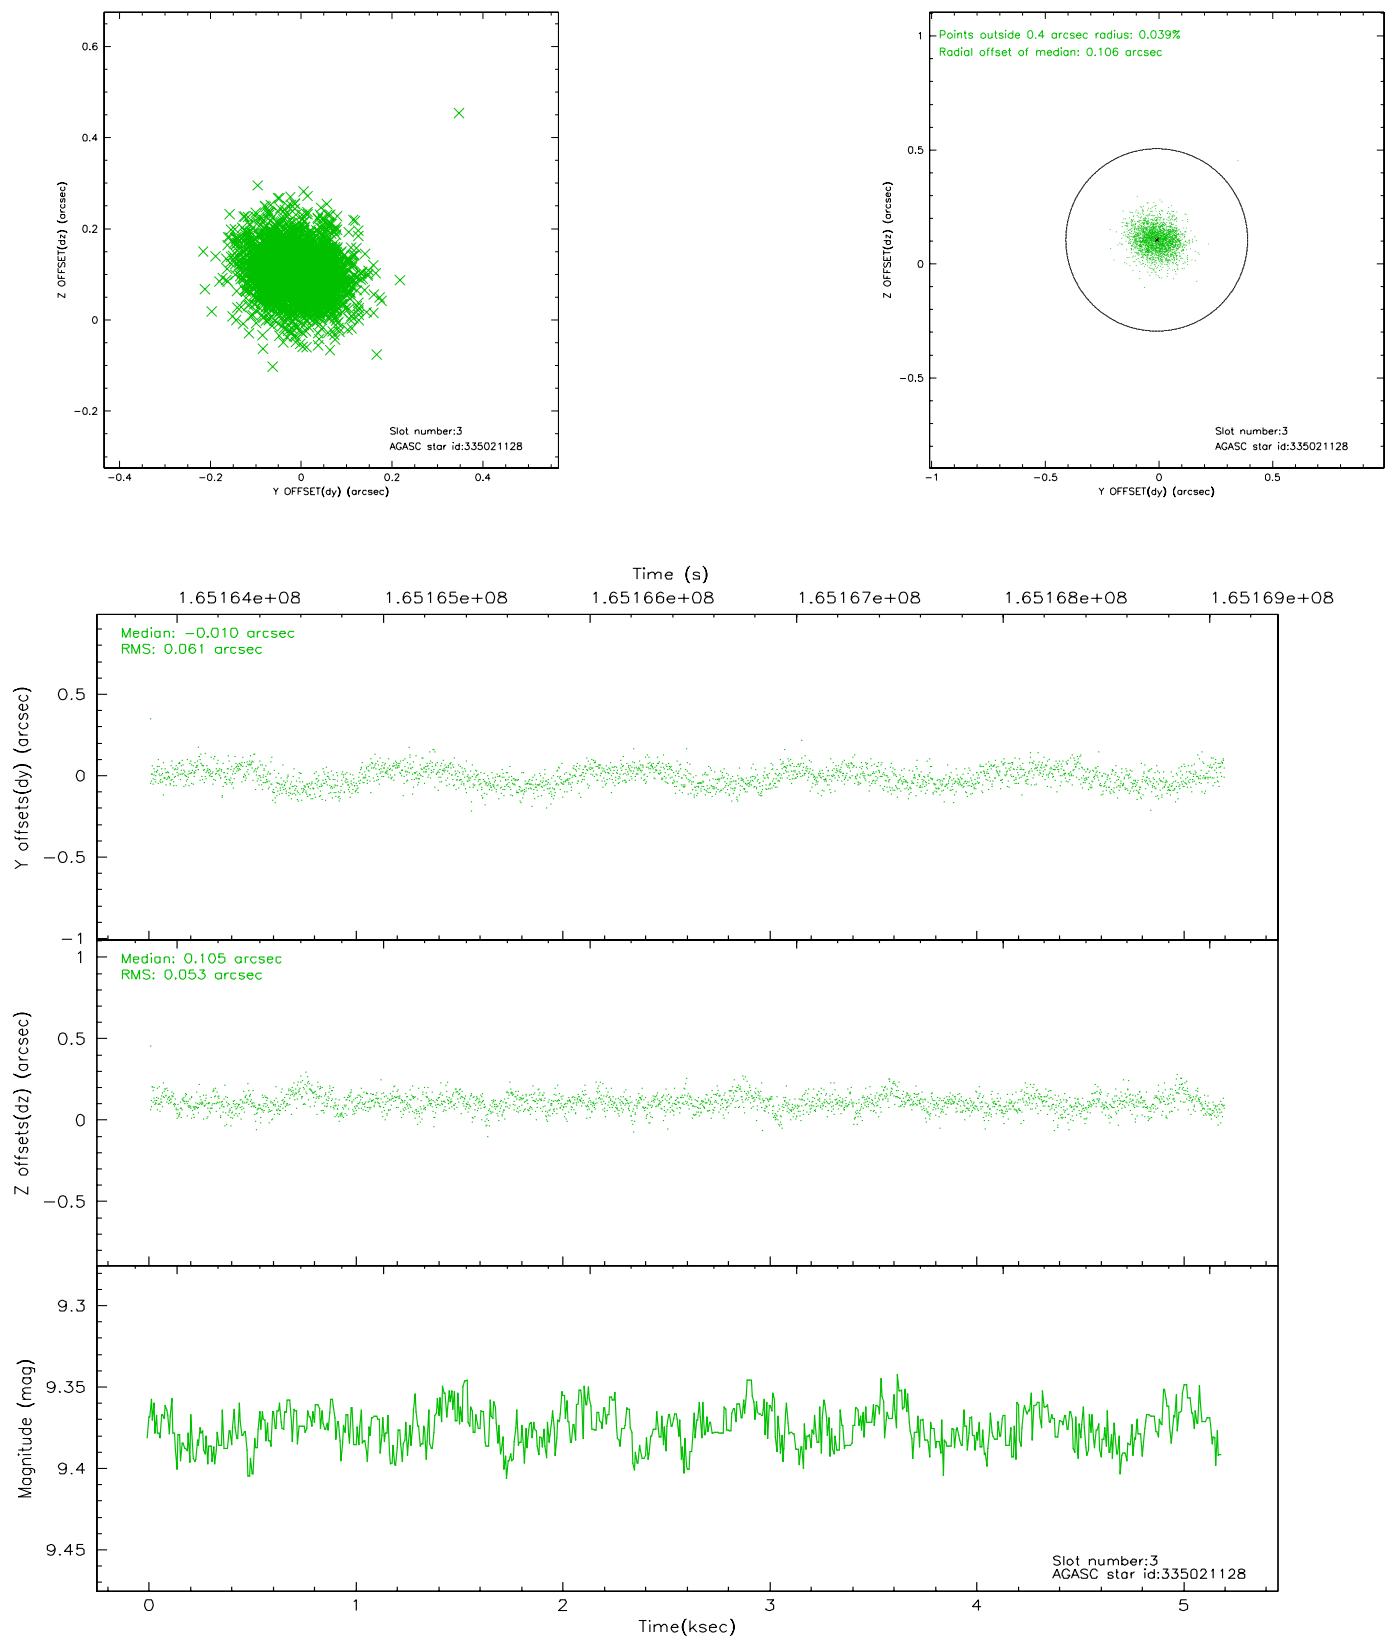 0.6
0.4
0.2
0
−0.2
Z OFFSET(dz) (arcsec)
Slot number:3
AGASC star id:335021128
−0.4 −0.2 0 0.2 0.4
Y OFFSET(dy) (arcsec)
Points outside 0.4 arcsec radius: 0.039%
Radial offset of median: 0.106 arcsec
1
0.5
0
−0.5
Z OFFSET(dz) (arcsec)
Slot number:3
AGASC star id:335021128
−1 −0.5 0 0.5
Y OFFSET(dy) (arcsec)
Time (s)
1.65164e+08 1.65165e+08 1.65166e+08 1.65167e+08 1.65168e+08 1.65169e+08
Median: −0.010 arcsec
RMS: 0.061 arcsec
0.5
0
−0.5
−1
Y offsets(dy) (arcsec)
Median: 0.105 arcsec
RMS: 0.053 arcsec
1
0.5
0
−0.5
Z offsets(dz) (arcsec)
9.3
9.35
9.4
9.45
Magnitude (mag)
Slot number:3
AGASC star id:335021128
0 1 2 3 4 5
Time(ksec)